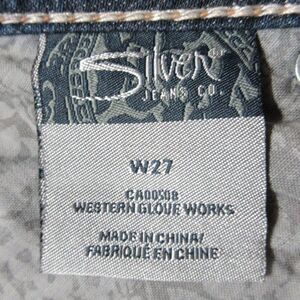 Silver
JEANS CO.
W27
CA00508
WESTERN GLOVE WORKS
MADE IN CHINA/
FABRIQUÉ EN CHINE